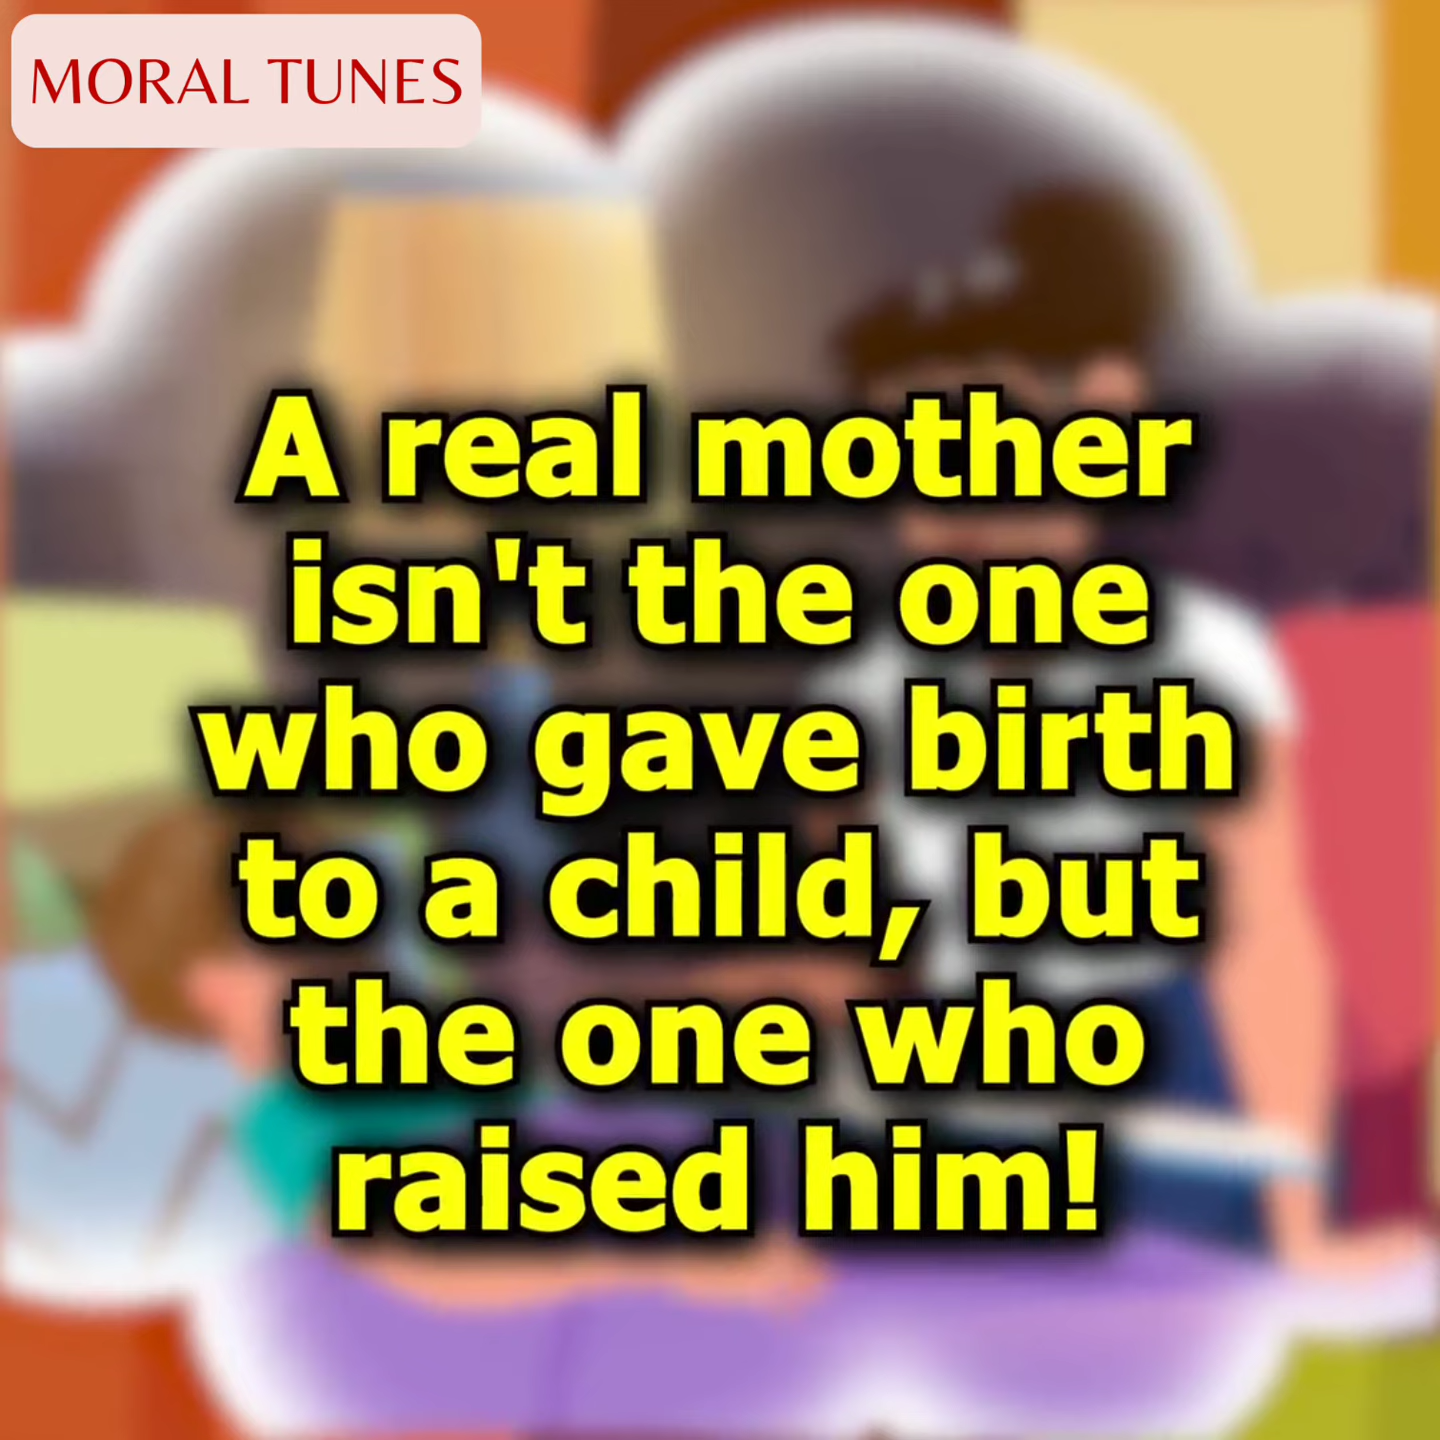 MORAL TUNES
A real mother
isn't the one
who gave birth
to a child, but
the one who
raised him!